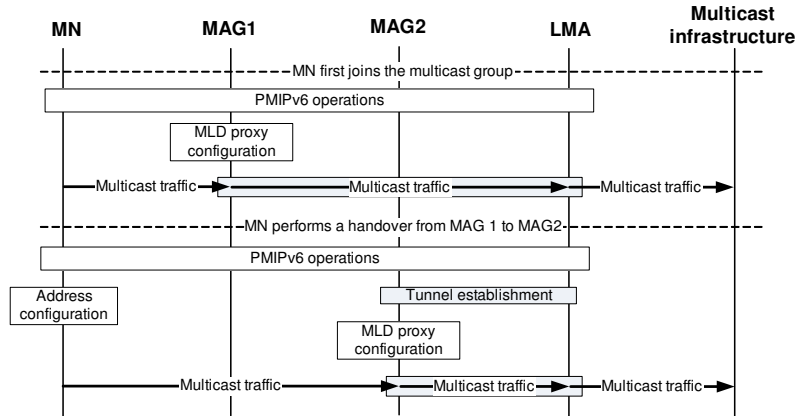 MN
MAG1
MAG2
LMA
Multicast
infrastructure
MN first joins the multicast group
PMIPv6 operations
MLD proxy
configuration
Multicast traffic
Multicast traffic
Multicast traffic
MN performs a handover from MAG 1 to MAG2
PMIPv6 operations
Address
configuration
Tunnel establishment
MLD proxy
configuration
Multicast traffic
Multicast traffic
Multicast traffic